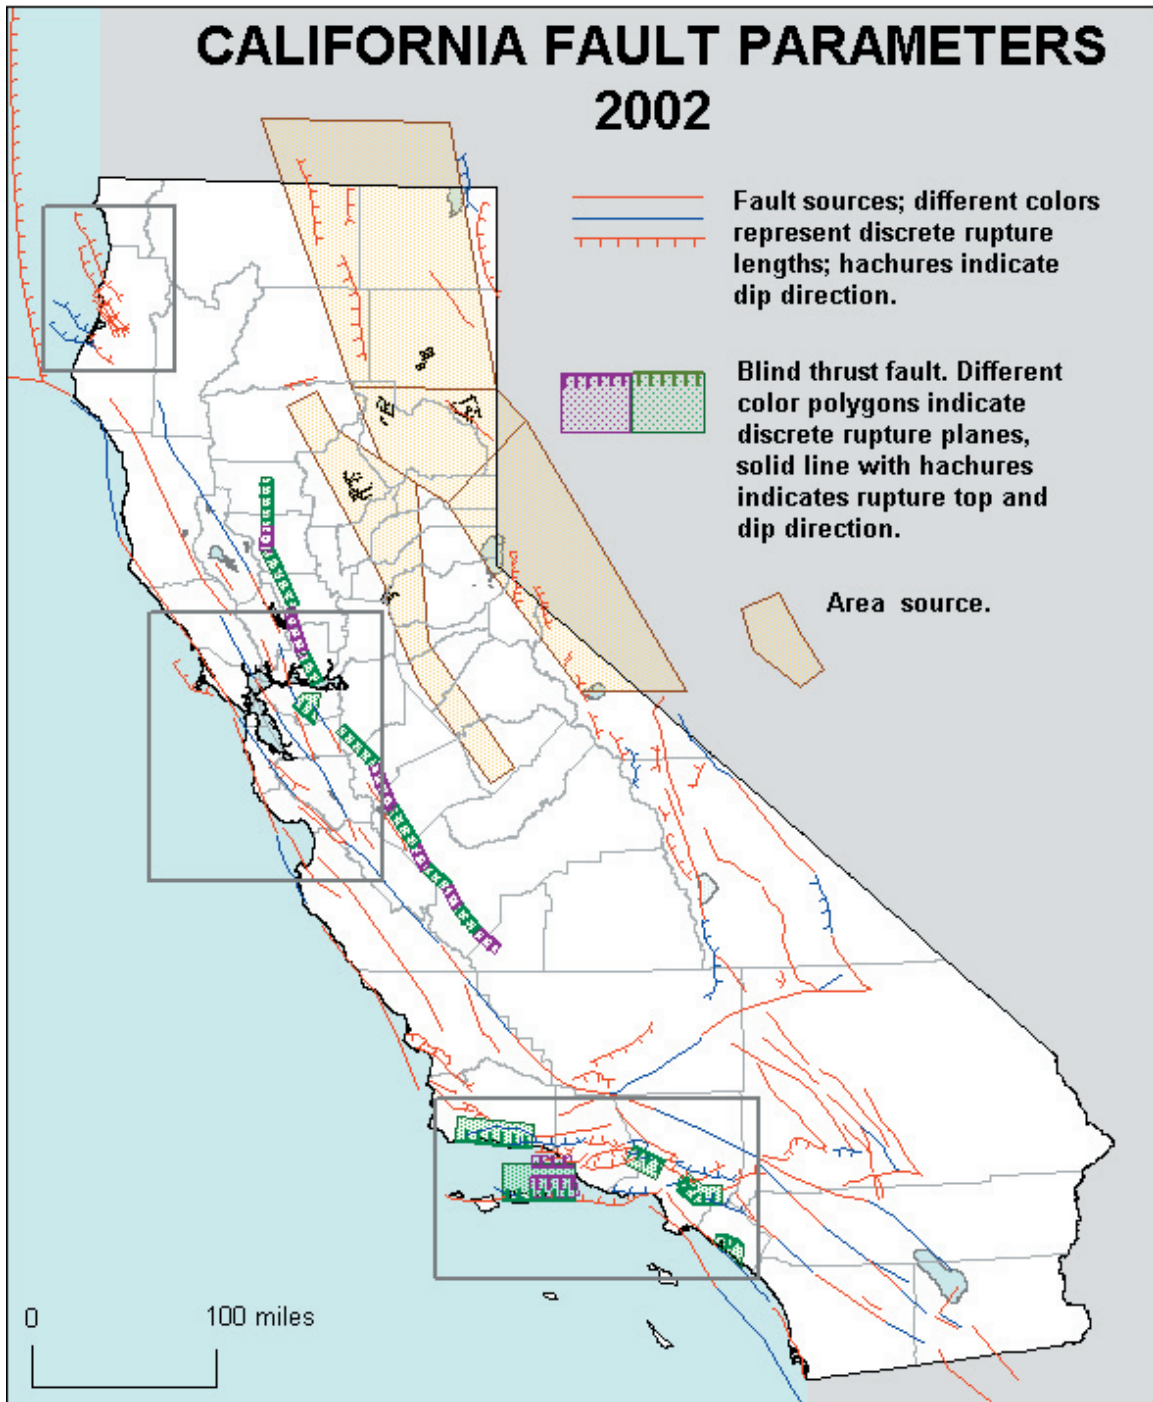 CALIFORNIA FAULT PARAMETERS
2002
Fault sources; different colors
represent discrete rupture
lengths; hachures indicate
dip direction.
Blind thrust fault. Different
color polygons indicate
discrete rupture planes,
solid line with hachures
indicates rupture top and
dip direction.
Area source.
0 100 miles